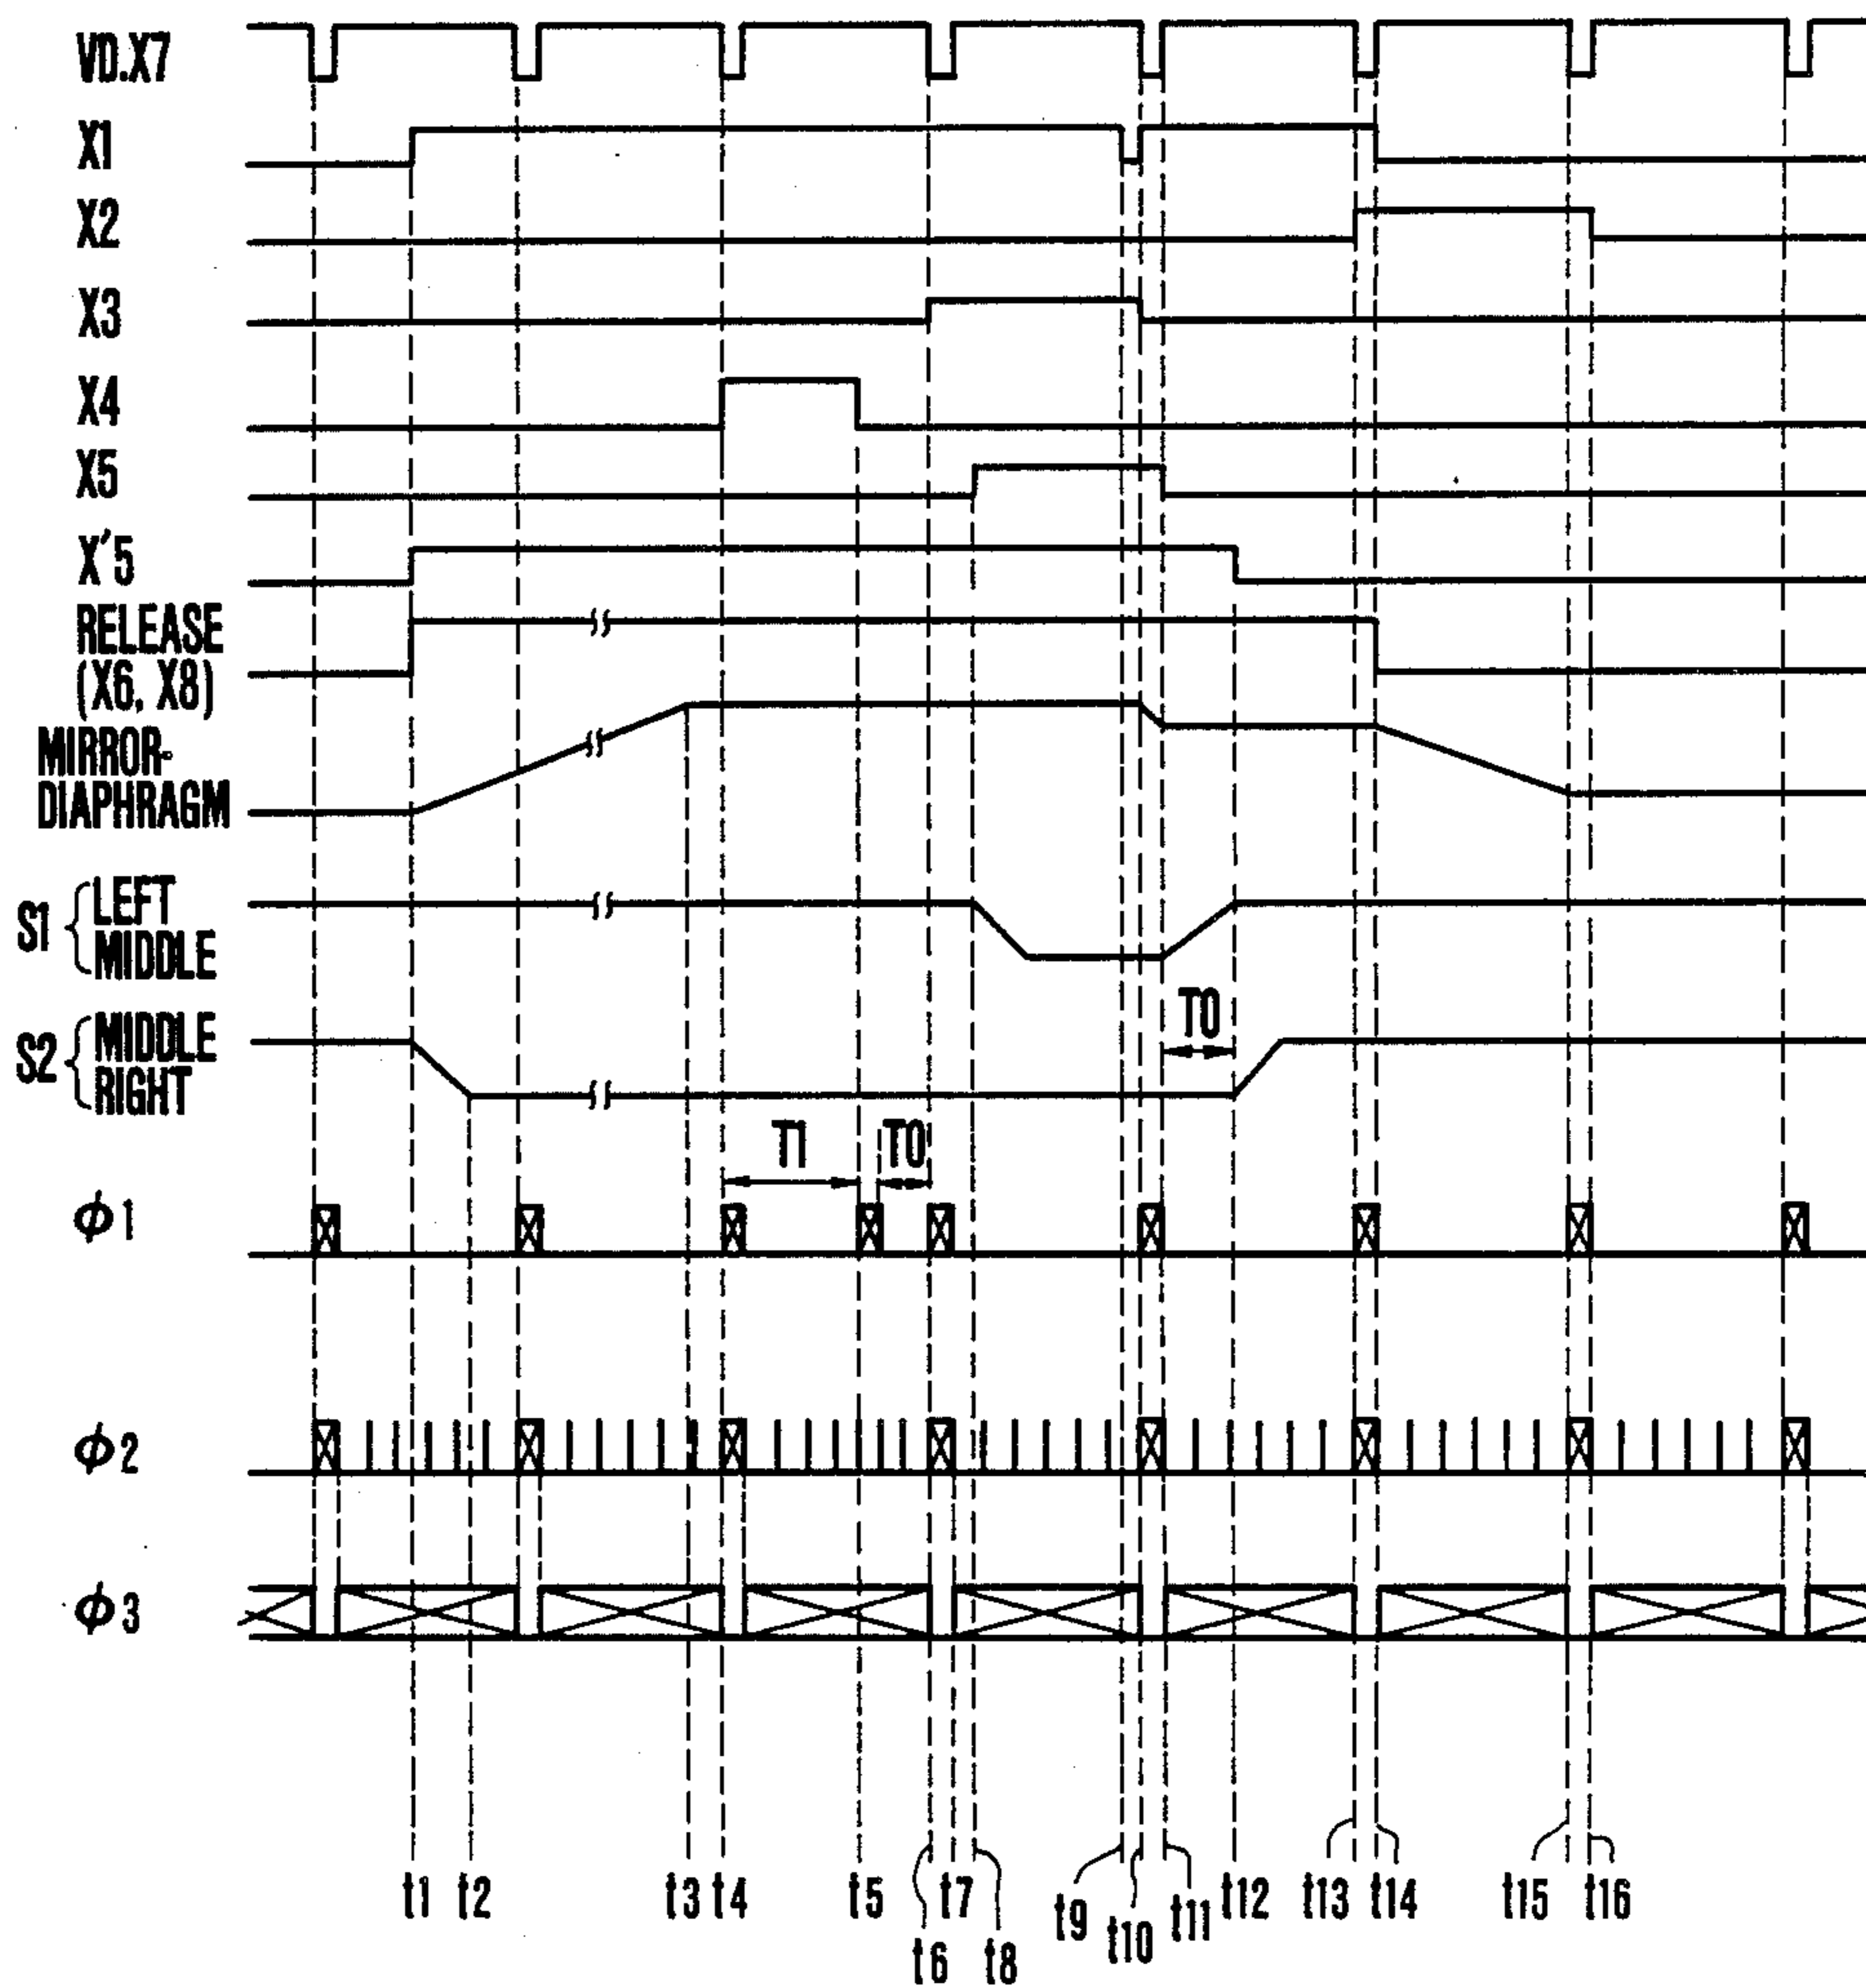 VD.X7
X1
X2
X3
X4
X5
X'5
RELEASE
(X6, X8)
MIRROR-
DIAPHRAGM
S1 { LEFT
MIDDLE
S2 { MIDDLE
RIGHT
T0
T1 T0
φ1
φ2
φ3
t1 t2 t3 t4 t5 t6 t7 t8 t9 t10 t11 t12 t13 t14 t15 t16